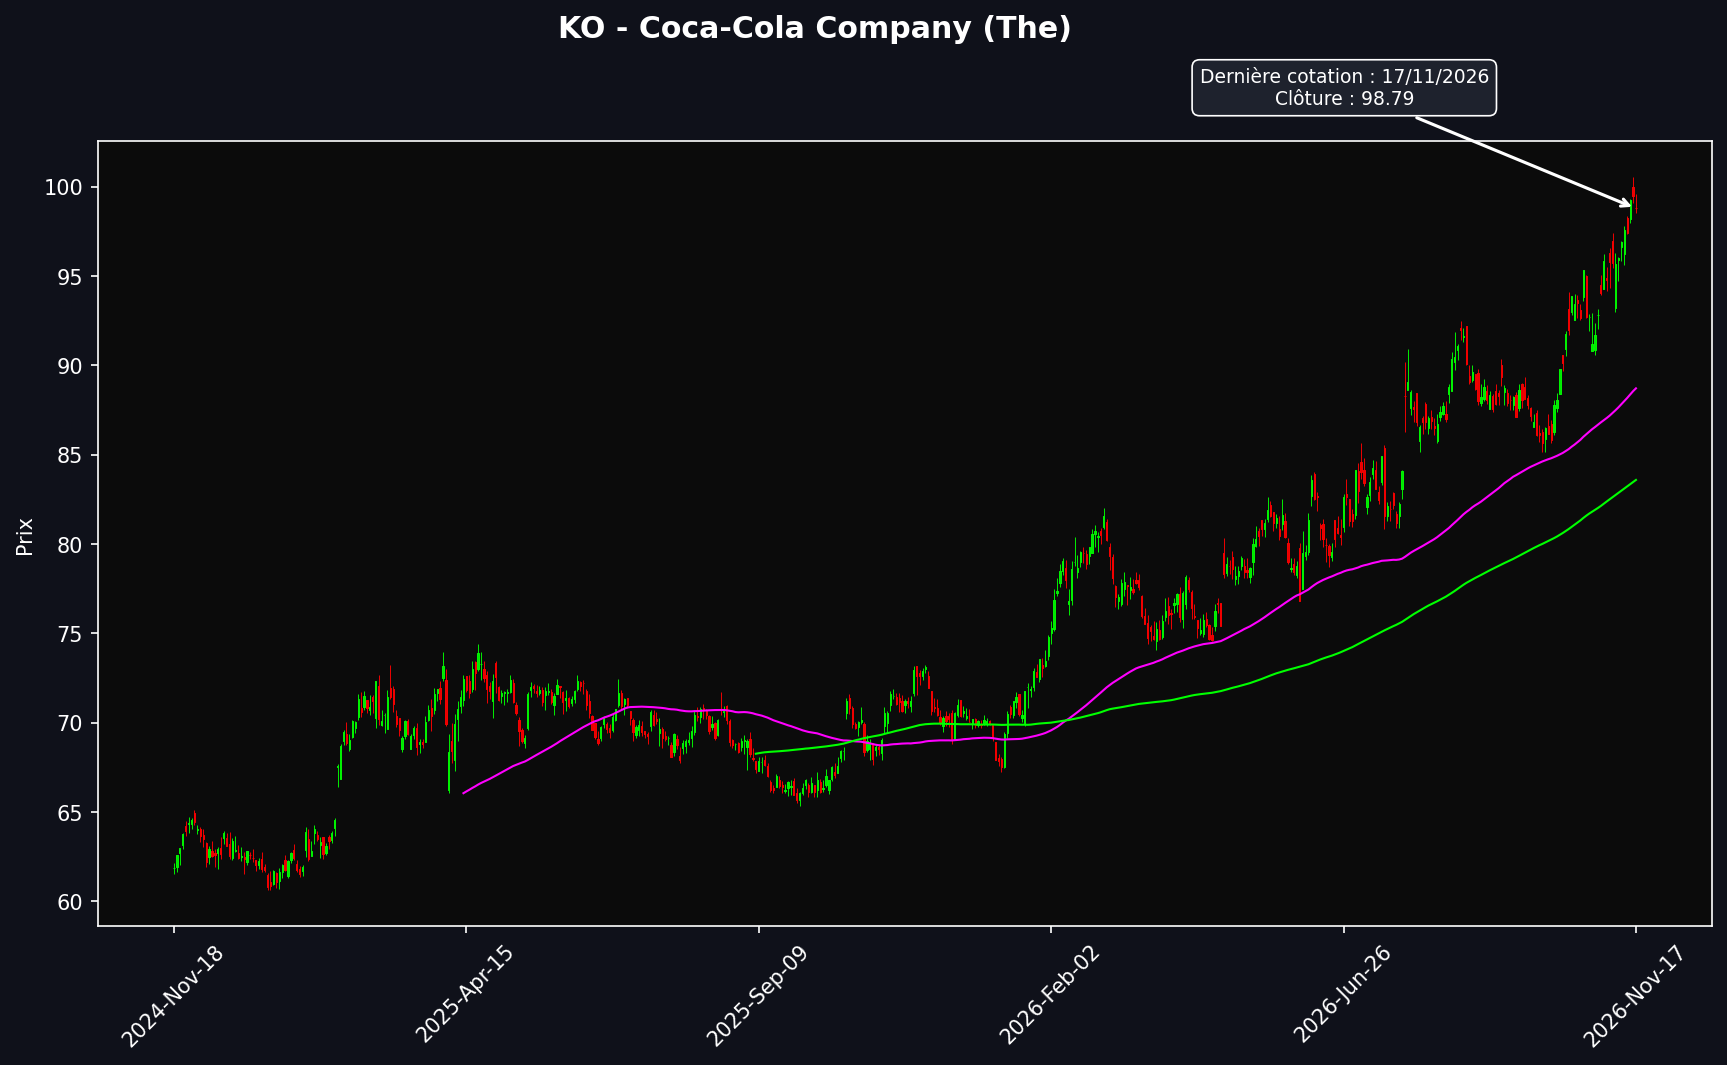 KO - Coca-Cola Company (The)
Dernière cotation : 17/11/2026
Clôture : 98.79
Prix
100
95
90
85
80
75
70
65
60
2024-Nov-18
2025-Apr-15
2025-Sep-09
2026-Feb-02
2026-Jun-26
2026-Nov-17